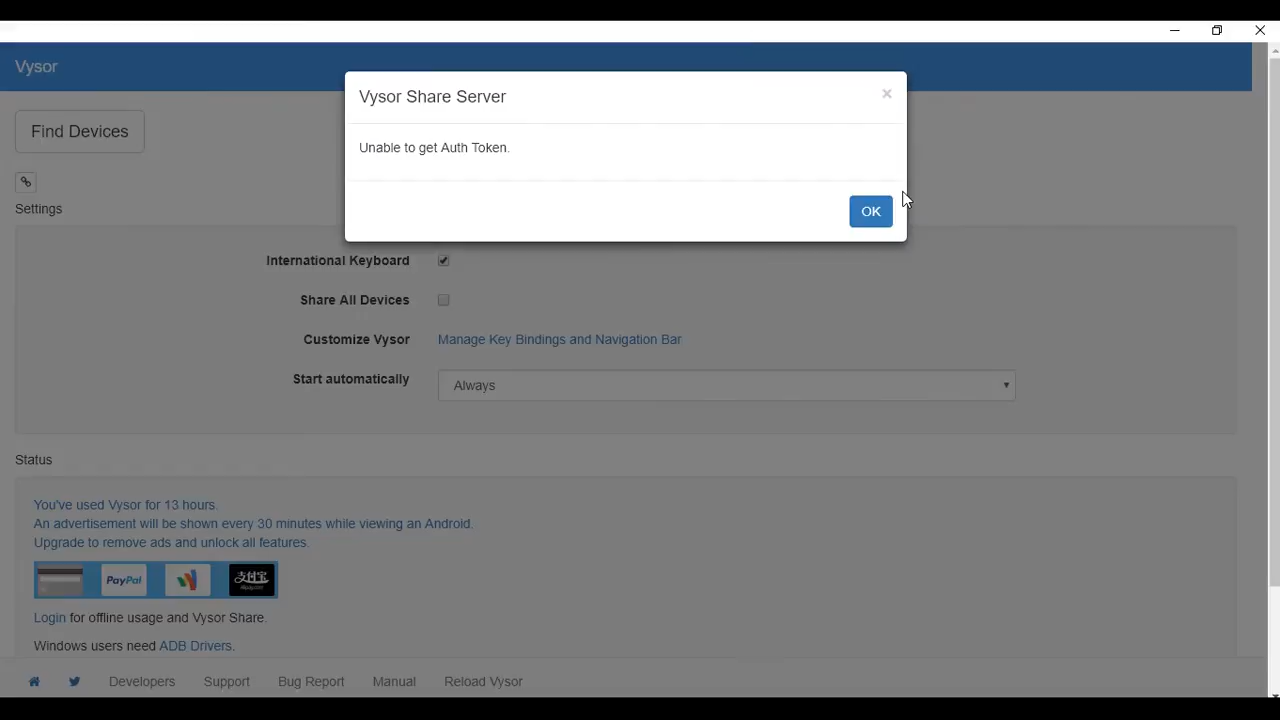 Vysor
Vysor Share Server
×
Unable to get Auth Token.
OK
Find Devices
Settings
International Keyboard
Share All Devices
Customize Vysor Manage Key Bindings and Navigation Bar
Start automatically Always
Status
You've used Vysor for 13 hours.
An advertisement will be shown every 30 minutes while viewing an Android.
Upgrade to remove ads and unlock all features.
PayPal 支付宝
Login for offline usage and Vysor Share.
Windows users need ADB Drivers.
Developers Support Bug Report Manual Reload Vysor